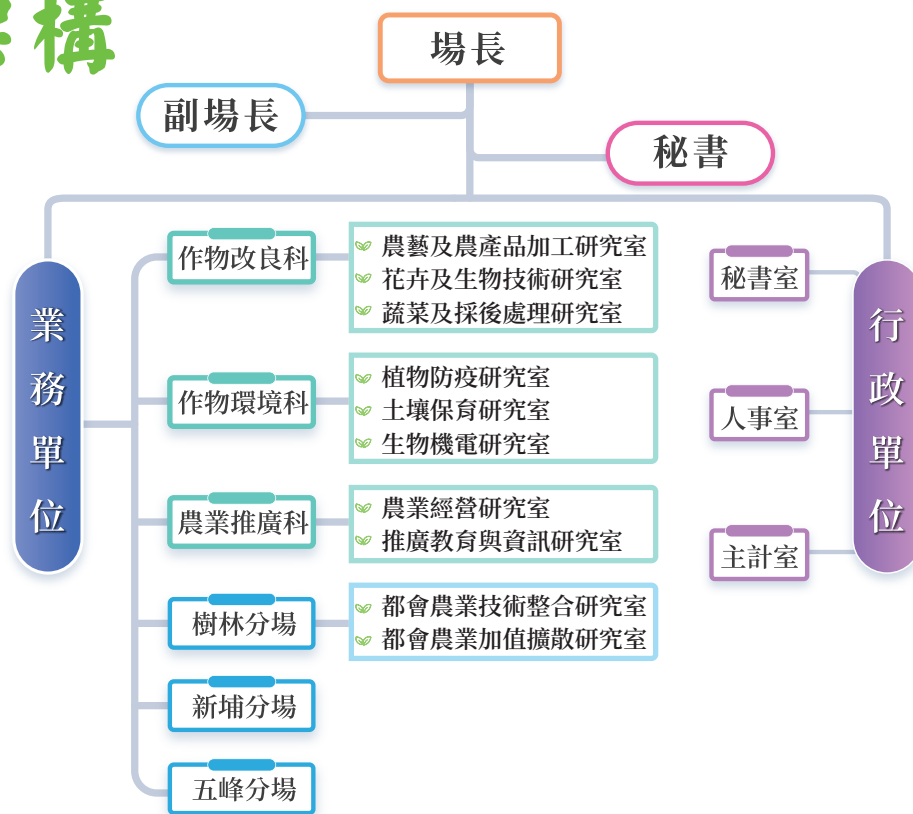 構
場長
副場長
秘書
業務單位
作物改良科
農藝及農產品加工研究室
花卉及生物技術研究室
蔬菜及採後處理研究室
作物環境科
植物防疫研究室
土壤保育研究室
生物機電研究室
農業推廣科
農業經營研究室
推廣教育與資訊研究室
樹林分場
都會農業技術整合研究室
都會農業加值擴散研究室
新埔分場
五峰分場
行政單位
秘書室
人事室
主計室